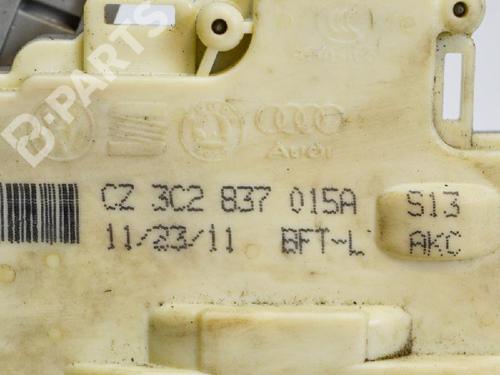 B-PARTS
Audi
CZ 3C2 837 015A S13
11/23/11 BFT-L AKC